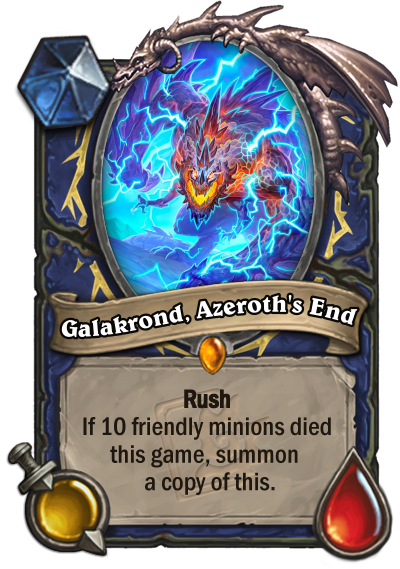 Galakrond, Azeroth's End
Rush
If 10 friendly minions died
this game, summon
a copy of this.